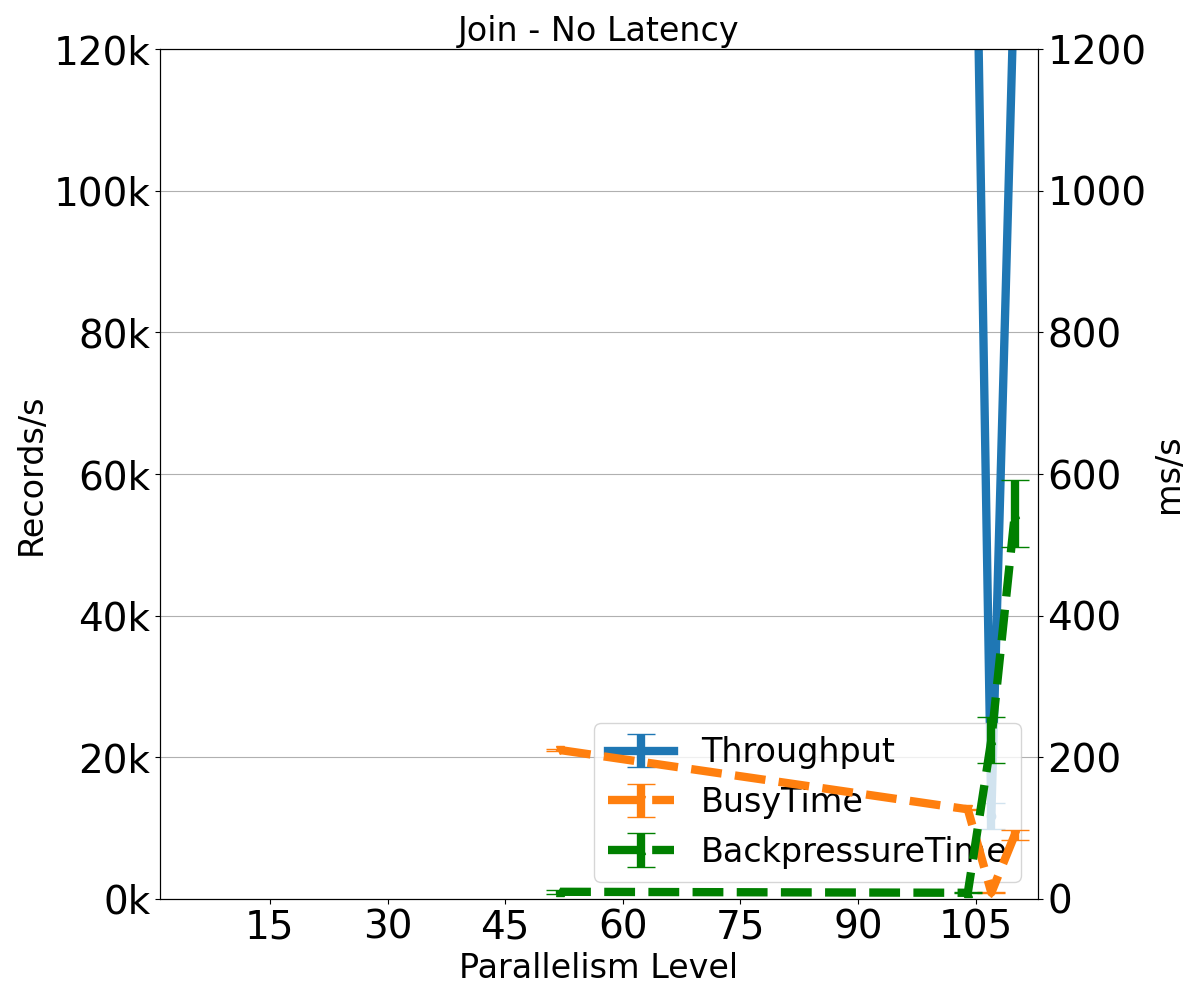 Join - No Latency
120k
100k
80k
60k
40k
20k
0k
Records/s
1200
1000
800
600
400
200
0
ms/s
Throughput
BusyTime
BackpressureTime
15 30 45 60 75 90 105
Parallelism Level